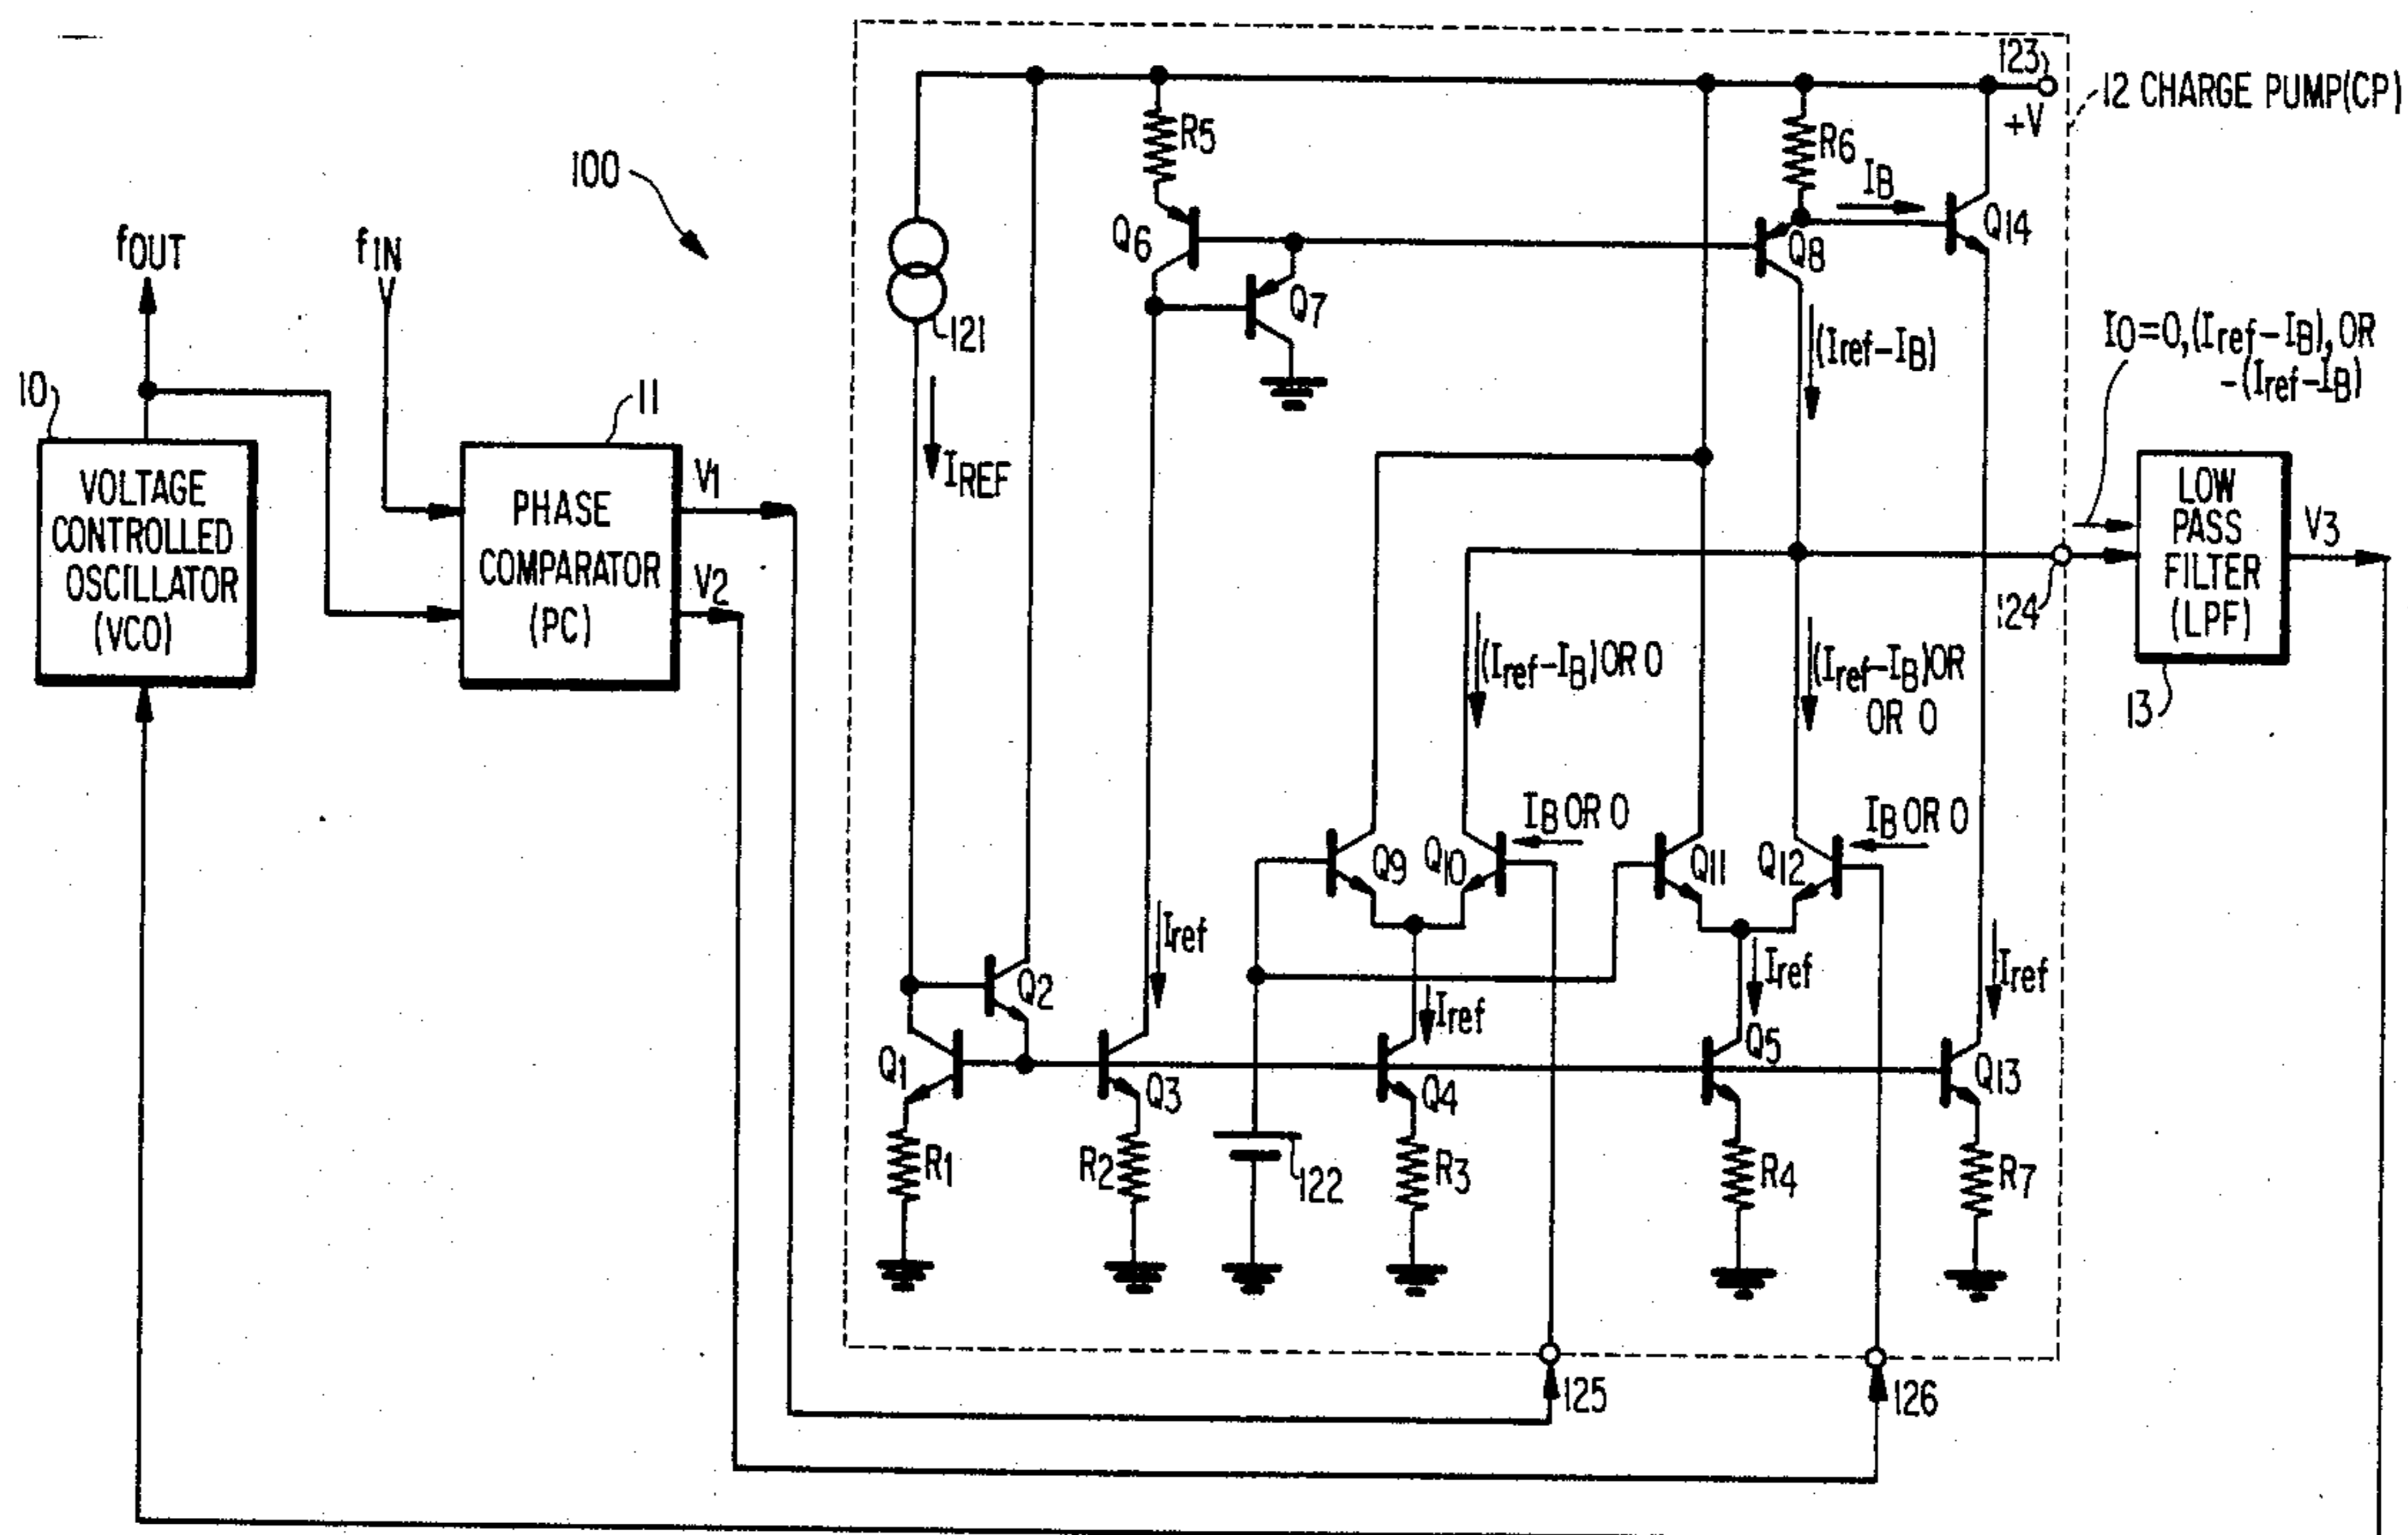 123
12 CHARGE PUMP(CP)
+V
R5
R6
100
IB
Q6
Q8
Q14
fOUT
fIN
Q7
121
(Iref-IB)
IO=0,(Iref-IB),OR
-(Iref-IB)
10
11
IREF
VOLTAGE
CONTROLLED
OSCILLATOR
(VCO)
PHASE
COMPARATOR
(PC)
V1
V2
LOW
PASS
FILTER
(LPF)
V3
124
13
(Iref-IB)OR 0
(Iref-IB)OR
OR 0
IB OR 0
IB OR 0
Q9
Q10
Q11
Q12
Iref
Iref
Iref
Iref
Q2
Q1
Q3
Q4
Q5
Q13
R1
R2
122
R3
R4
R7
125
126